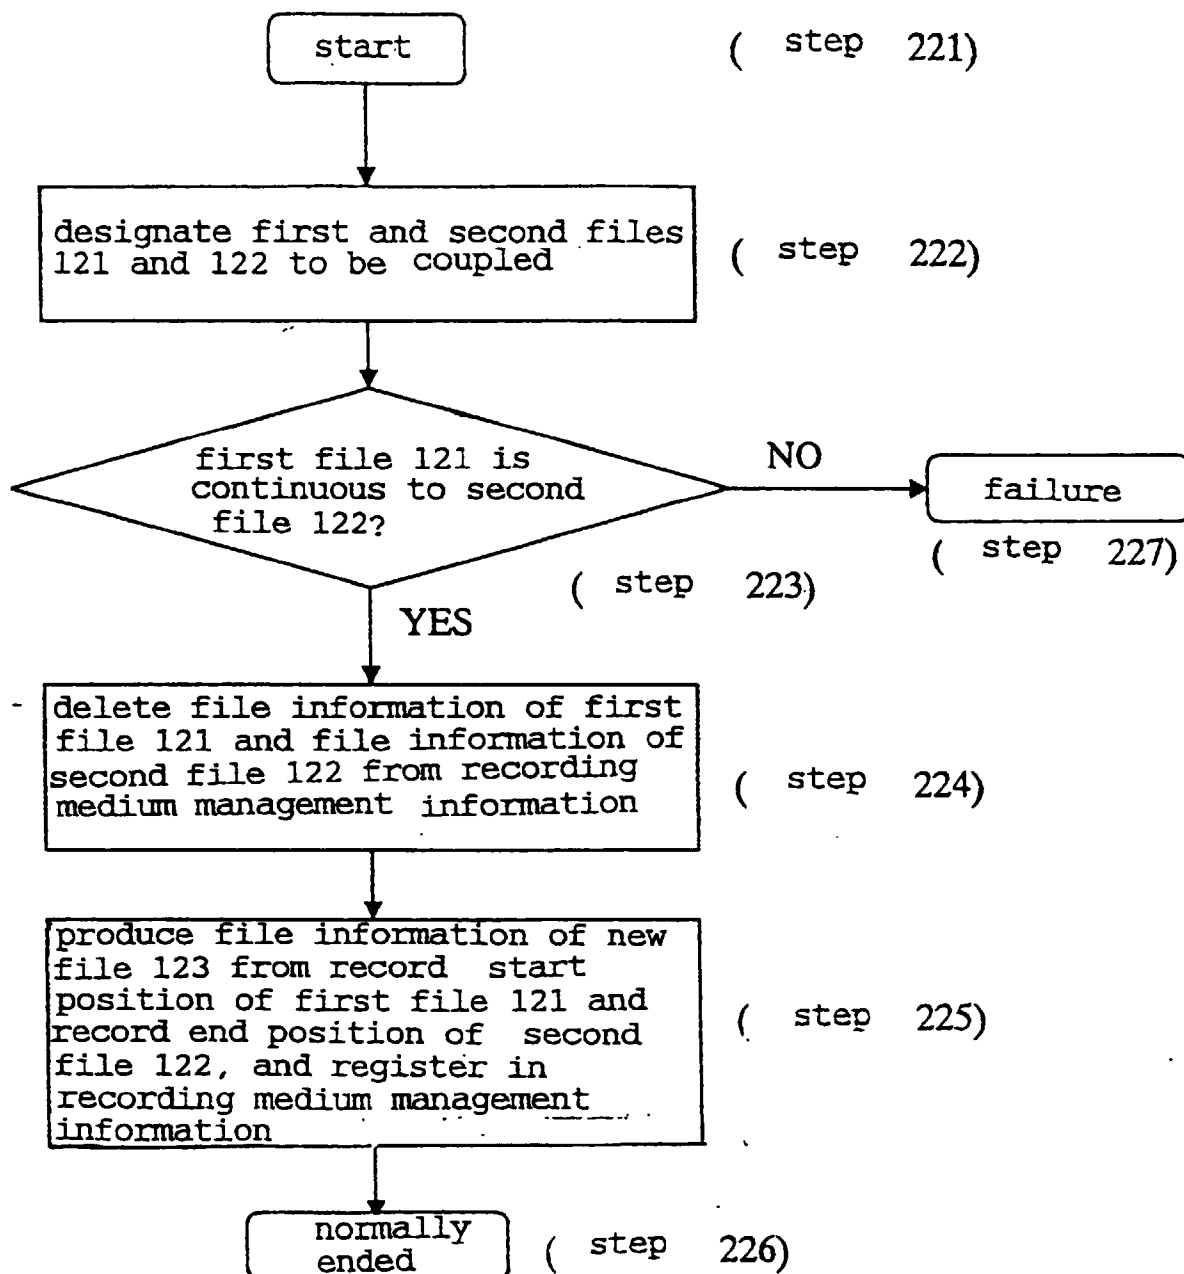 start
( step 221)
designate first and second files
121 and 122 to be coupled
( step 222)
first file 121 is
continuous to second
file 122?
NO
failure
( step 227)
( step 223)
YES
delete file information of first
file 121 and file information of
second file 122 from recording
medium management information
( step 224)
produce file information of new
file 123 from record start
position of first file 121 and
record end position of second
file 122, and register in
recording medium management
information
( step 225)
normally
ended
( step 226)